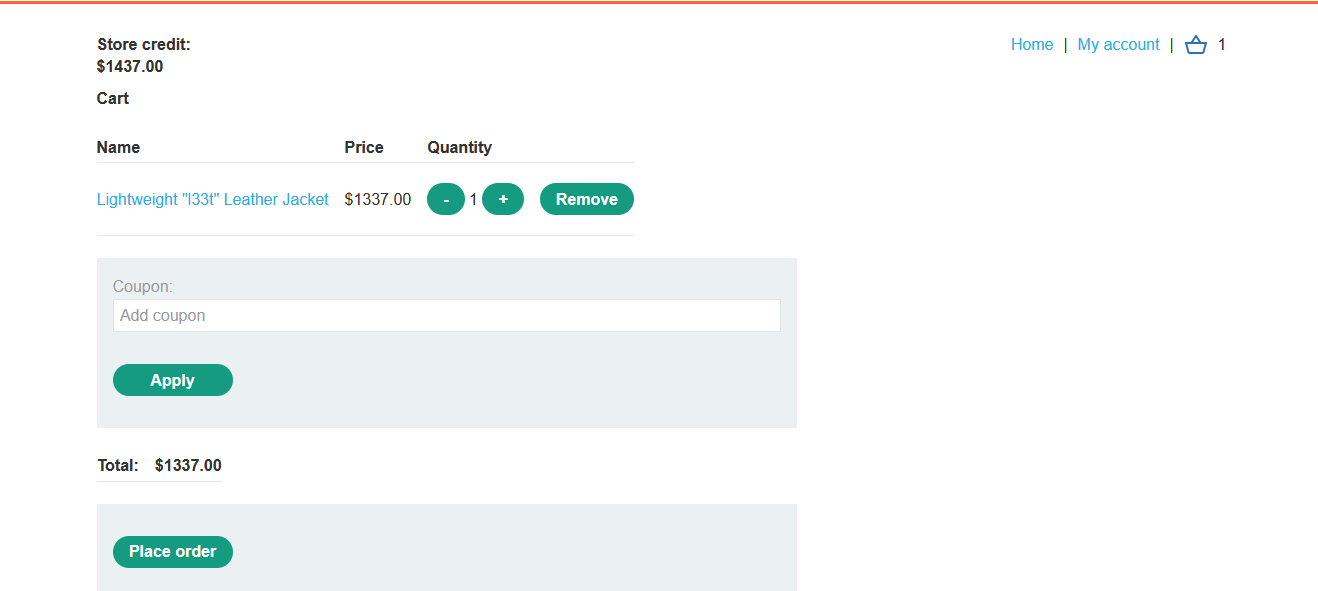 Store credit:
$1437.00
Home | My account | 1
Cart
Name Price Quantity
Lightweight "l33t" Leather Jacket $1337.00 - 1 + Remove
Coupon:
Add coupon
Apply
Total: $1337.00
Place order